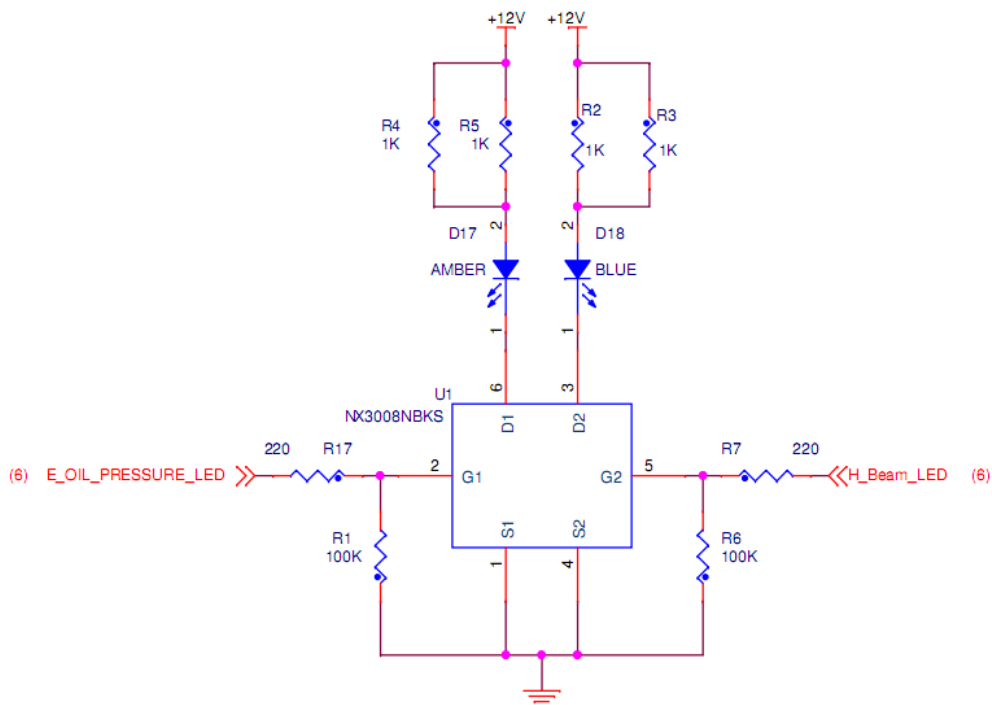 +12V +12V
R4 1K
R5 1K
R2 1K
R3 1K
2 2
D17 D18
AMBER BLUE
1 1
6 3
U1
NX3008NBKS
D1 D2
220 R17
R7 220
(6) E_OIL_PRESSURE_LED
2 G1
G2 5
H_Beam_LED (6)
S1 S2
R1 100K
R6 100K
1 4